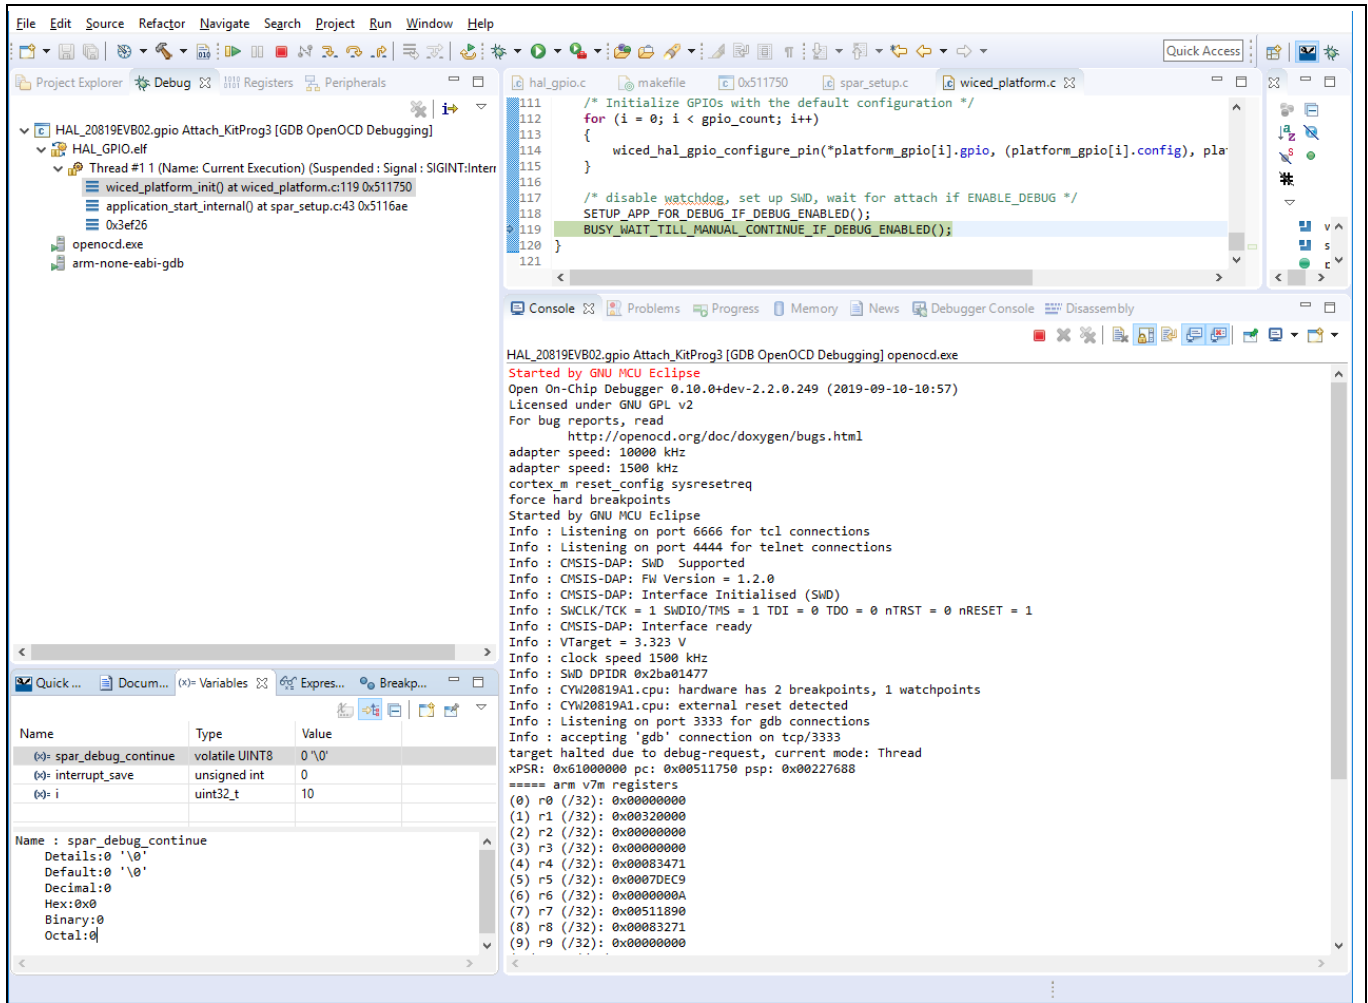 File Edit Source Refactor Navigate Search Project Run Window Help
Quick Access
Project Explorer Debug Registers Peripherals
HAL_20819EVB02.gpio Attach_KitProg3 [GDB OpenOCD Debugging]
HAL_GPIO.elf
Thread #1 1 (Name: Current Execution) (Suspended : Signal : SIGINT:Interr
wiced_platform_init() at wiced_platform.c:119 0x511750
application_start_internal() at spar_setup.c:43 0x5116ae
0x3ef26
openocd.exe
arm-none-eabi-gdb
hal_gpio.c makefile 0x511750 spar_setup.c wiced_platform.c
111 /* Initialize GPIOs with the default configuration */
112 for (i = 0; i < gpio_count; i++)
113 {
114 wiced_hal_gpio_configure_pin(*platform_gpio[i].gpio, (platform_gpio[i].config), plat
115 }
116
117 /* disable watchdog, set up SWD, wait for attach if ENABLE_DEBUG */
118 SETUP_APP_FOR_DEBUG_IF_DEBUG_ENABLED();
119 BUSY_WAIT_TILL_MANUAL_CONTINUE_IF_DEBUG_ENABLED();
120 }
121
v
s
Console Problems Progress Memory News Debugger Console Disassembly
HAL_20819EVB02.gpio Attach_KitProg3 [GDB OpenOCD Debugging] openocd.exe
Started by GNU MCU Eclipse
Open On-Chip Debugger 0.10.0+dev-2.2.0.249 (2019-09-10-10:57)
Licensed under GNU GPL v2
For bug reports, read
http://openocd.org/doc/doxygen/bugs.html
adapter speed: 10000 kHz
adapter speed: 1500 kHz
cortex_m reset_config sysresetreq
force hard breakpoints
Started by GNU MCU Eclipse
Info : Listening on port 6666 for tcl connections
Info : Listening on port 4444 for telnet connections
Info : CMSIS-DAP: SWD  Supported
Info : CMSIS-DAP: FW Version = 1.2.0
Info : CMSIS-DAP: Interface Initialised (SWD)
Info : SWCLK/TCK = 1 SWDIO/TMS = 1 TDI = 0 TDO = 0 nTRST = 0 nRESET = 1
Info : CMSIS-DAP: Interface ready
Info : VTarget = 3.323 V
Info : clock speed 1500 kHz
Info : SWD DPIDR 0x2ba01477
Info : CYW20819A1.cpu: hardware has 2 breakpoints, 1 watchpoints
Info : CYW20819A1.cpu: external reset detected
Info : Listening on port 3333 for gdb connections
Info : accepting 'gdb' connection on tcp/3333
target halted due to debug-request, current mode: Thread
xPSR: 0x61000000 pc: 0x00511750 psp: 0x00227688
===== arm v7m registers
(0) r0 (/32): 0x00000000
(1) r1 (/32): 0x00320000
(2) r2 (/32): 0x00000000
(3) r3 (/32): 0x00000000
(4) r4 (/32): 0x00083471
(5) r5 (/32): 0x0007DEC9
(6) r6 (/32): 0x0000000A
(7) r7 (/32): 0x00511890
(8) r8 (/32): 0x00083271
(9) r9 (/32): 0x00000000
Quick ... Docum... (x)= Variables Expres... Breakp...
Name Type Value
(x)= spar_debug_continue volatile UINT8 0 '\0'
(x)= interrupt_save unsigned int 0
(x)= i uint32_t 10
Name : spar_debug_continue
Details:0 '\0'
Default:0 '\0'
Decimal:0
Hex:0x0
Binary:0
Octal:0